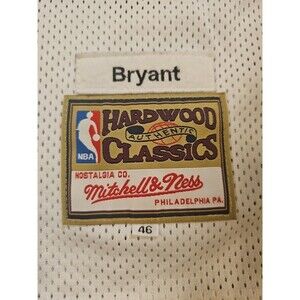 Bryant
HARDWOOD
AUTHENTIC
CLASSICS
NBA
NOSTALGIA CO.
Mitchell & Ness
PHILADELPHIA PA.
46